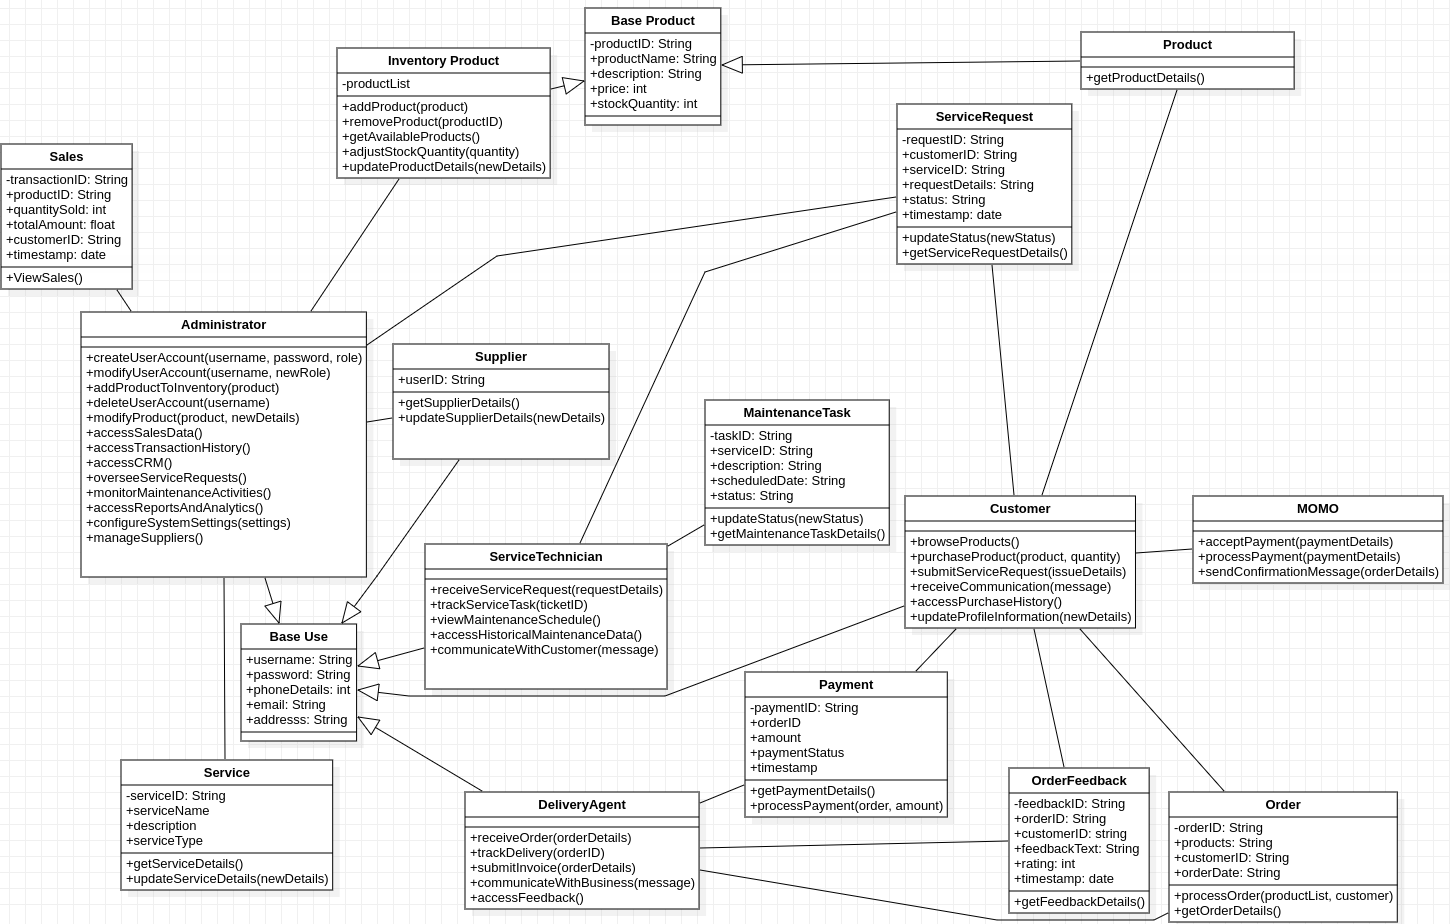 Base Product
-productID: String
+productName: String
+description: String
+price: int
+stockQuantity: int
Product
+getProductDetails()
Inventory Product
-productList
+addProduct(product)
+removeProduct(productID)
+getAvailableProducts()
+adjustStockQuantity(quantity)
+updateProductDetails(newDetails)
ServiceRequest
-requestID: String
+customerID: String
+serviceID: String
+requestDetails: String
+status: String
+timestamp: date
+updateStatus(newStatus)
+getServiceRequestDetails()
Sales
-transactionID: String
+productID: String
+quantitySold: int
+totalAmount: float
+customerID: String
+timestamp: date
+ViewSales()
Administrator
+createUserAccount(username, password, role)
+modifyUserAccount(username, newRole)
+addProductToInventory(product)
+deleteUserAccount(username)
+modifyProduct(product, newDetails)
+accessSalesData()
+accessTransactionHistory()
+accessCRM()
+overseeServiceRequests()
+monitorMaintenanceActivities()
+accessReportsAndAnalytics()
+configureSystemSettings(settings)
+manageSuppliers()
Supplier
+userID: String
+getSupplierDetails()
+updateSupplierDetails(newDetails)
MaintenanceTask
-taskID: String
+serviceID: String
+description: String
+scheduledDate: String
+status: String
+updateStatus(newStatus)
+getMaintenanceTaskDetails()
Customer
+browseProducts()
+purchaseProduct(product, quantity)
+submitServiceRequest(issueDetails)
+receiveCommunication(message)
+accessPurchaseHistory()
+updateProfileInformation(newDetails)
MOMO
+acceptPayment(paymentDetails)
+processPayment(paymentDetails)
+sendConfirmationMessage(orderDetails)
ServiceTechnician
+receiveServiceRequest(requestDetails)
+trackServiceTask(ticketID)
+viewMaintenanceSchedule()
+accessHistoricalMaintenanceData()
+communicateWithCustomer(message)
Base Use
+username: String
+password: String
+phoneDetails: int
+email: String
+addresss: String
Payment
-paymentID: String
+orderID
+amount
+paymentStatus
+timestamp
+getPaymentDetails()
+processPayment(order, amount)
Service
-serviceID: String
+serviceName
+description
+serviceType
+getServiceDetails()
+updateServiceDetails(newDetails)
DeliveryAgent
+receiveOrder(orderDetails)
+trackDelivery(orderID)
+submitInvoice(orderDetails)
+communicateWithBusiness(message)
+accessFeedback()
OrderFeedback
-feedbackID: String
+orderID: String
+customerID: string
+feedbackText: String
+rating: int
+timestamp: date
+getFeedbackDetails()
Order
-orderID: String
+products: String
+customerID: String
+orderDate: String
+processOrder(productList, customer)
+getOrderDetails()